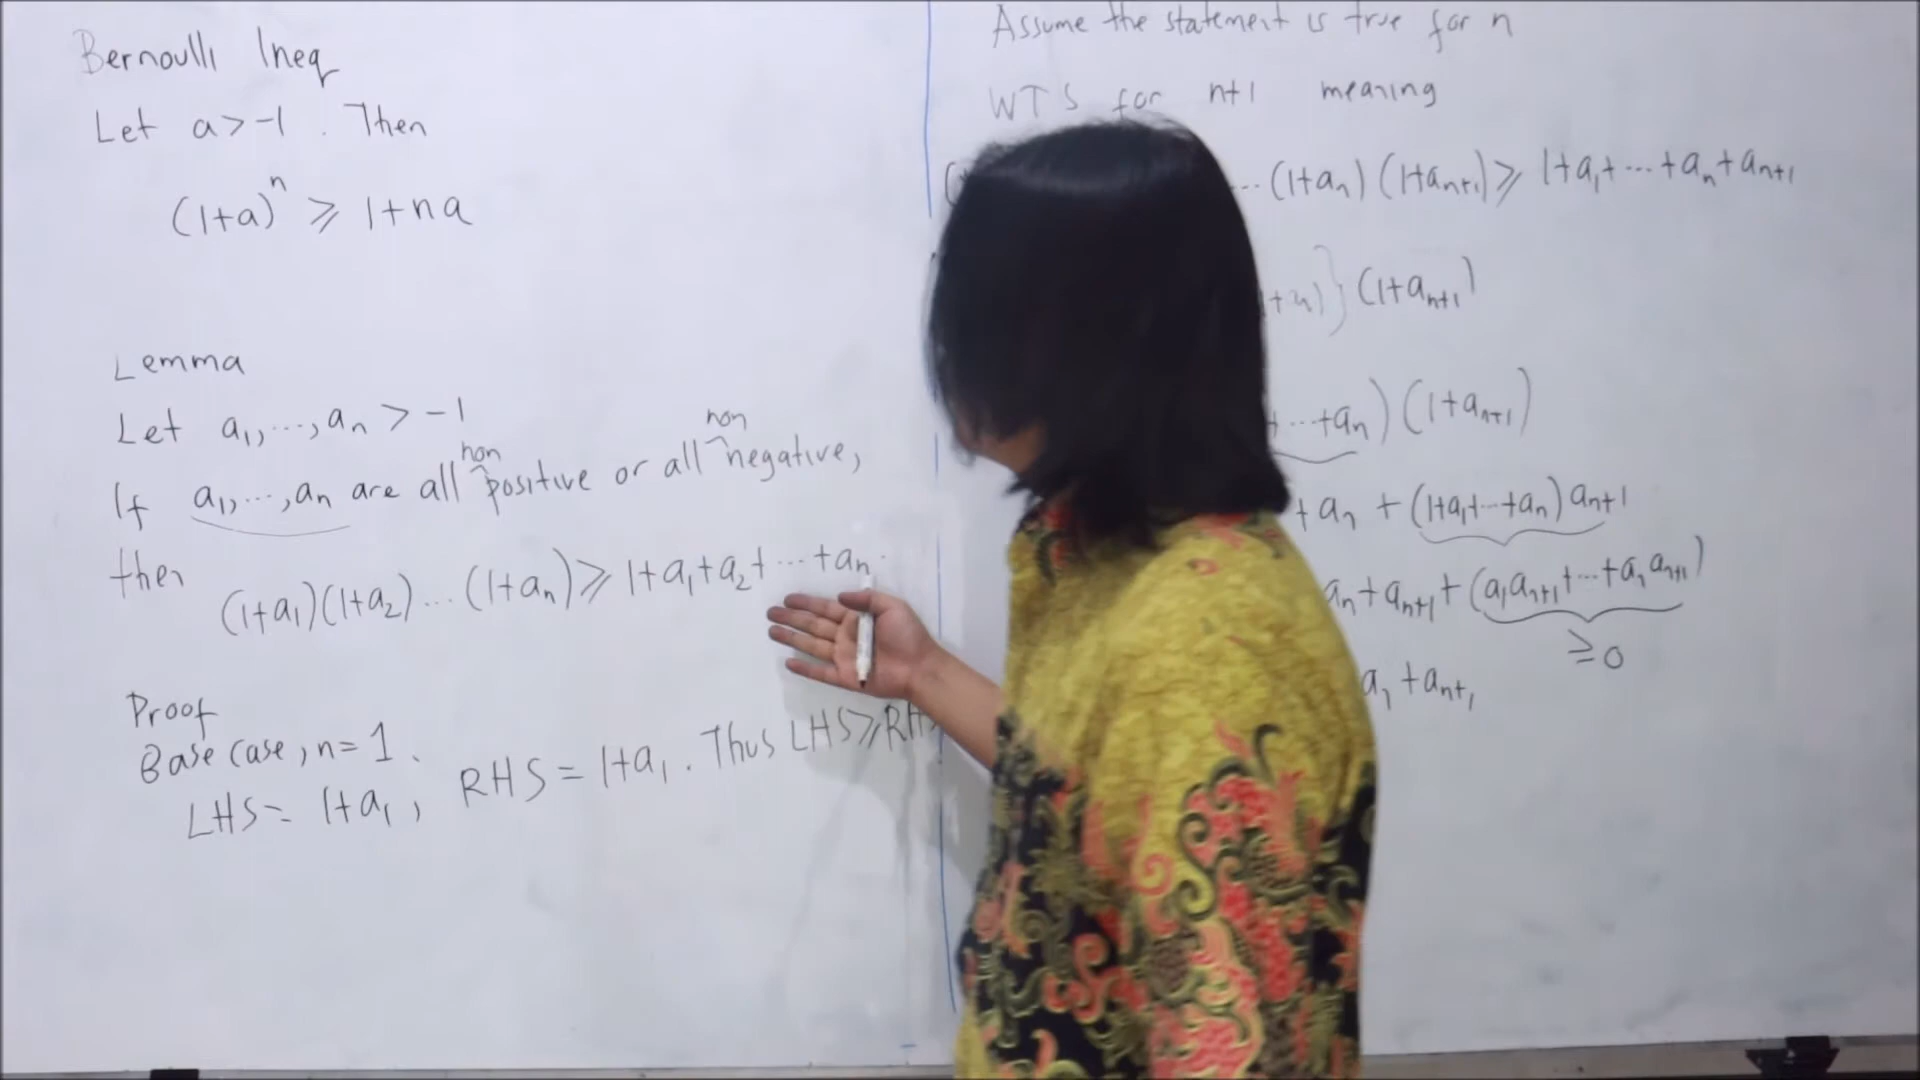 Bernoulli Ineq
Let a > -1. Then
(1+a)^n ≥ 1+na
Lemma
Let a₁, ..., aₙ > -1
If a₁, ..., aₙ are all non positive or all non negative,
then (1+a₁)(1+a₂)...(1+aₙ) ≥ 1+a₁+a₂+...+aₙ.
Proof
Base case, n=1.
LHS = 1+a₁, RHS = 1+a₁. Thus LHS ≥ RHS
Assume the statement is true for n
WTS for n+1 meaning
...(1+aₙ)(1+aₙ₊₁) ≥ 1+a₁+...+aₙ+aₙ₊₁
} (1+aₙ₊₁)
+...+aₙ)(1+aₙ₊₁)
+aₙ + (1+a₁+...+aₙ)aₙ₊₁
aₙ+aₙ₊₁+(a₁aₙ₊₁+...+aₙaₙ₊₁)
≥0
+aₙ₊₁